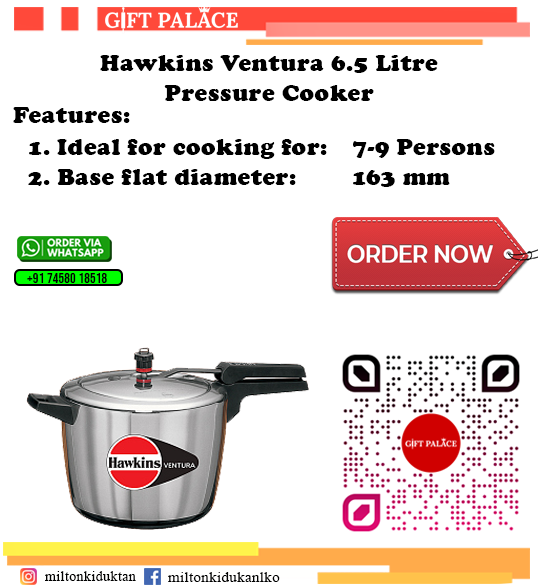 GIFT PALACE
Hawkins Ventura 6.5 Litre
Pressure Cooker
Features:
1. Ideal for cooking for: 7-9 Persons
2. Base flat diameter: 163 mm
ORDER VIA
WHATSAPP
+91 74580 18518
ORDER NOW
Hawkins VENTURA
GIFT PALACE
miltonkiduktan miltonkidukanlko